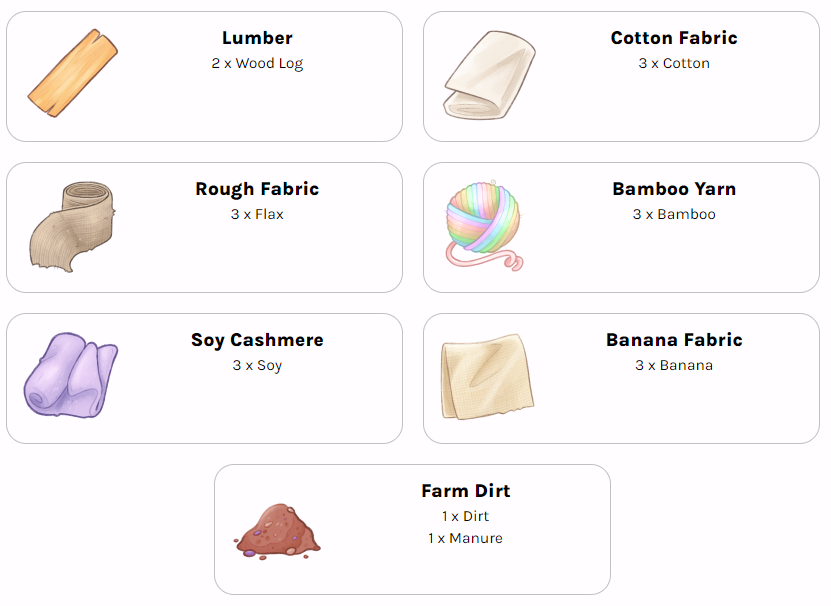 Lumber
2 x Wood Log
Cotton Fabric
3 x Cotton
Rough Fabric
3 x Flax
Bamboo Yarn
3 x Bamboo
Soy Cashmere
3 x Soy
Banana Fabric
3 x Banana
Farm Dirt
1 x Dirt
1 x Manure